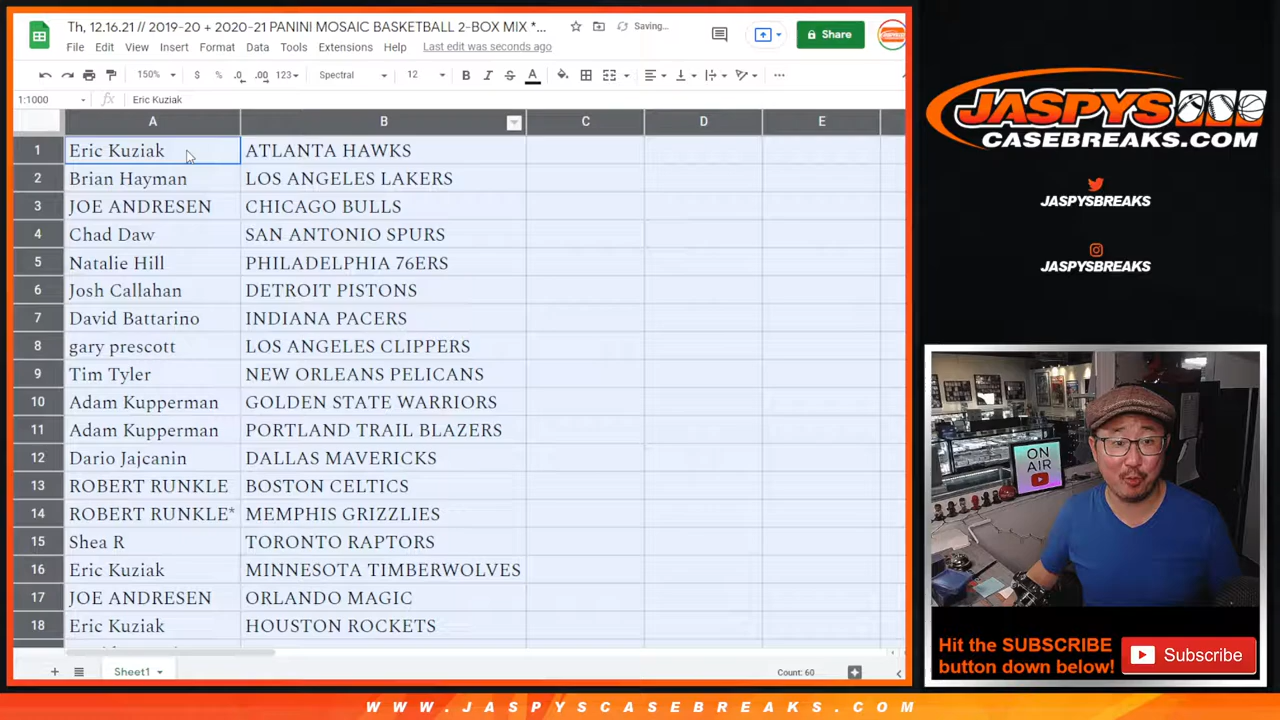 Th, 12.16.21 // 2019-20 + 2020-21 PANINI MOSAIC BASKETBALL 2-BOX MIX *...
Saving...
Share
File Edit View Insert Format Data Tools Extensions Help Last edit was seconds ago
150% $ % .0 .00 123 Spectral 12 B I S A
1:1000 fx Eric Kuziak
A B C D E
1 Eric Kuziak ATLANTA HAWKS
2 Brian Hayman LOS ANGELES LAKERS
3 JOE ANDRESEN CHICAGO BULLS
4 Chad Daw SAN ANTONIO SPURS
5 Natalie Hill PHILADELPHIA 76ERS
6 Josh Callahan DETROIT PISTONS
7 David Battarino INDIANA PACERS
8 gary prescott LOS ANGELES CLIPPERS
9 Tim Tyler NEW ORLEANS PELICANS
10 Adam Kupperman GOLDEN STATE WARRIORS
11 Adam Kupperman PORTLAND TRAIL BLAZERS
12 Dario Jajcanin DALLAS MAVERICKS
13 ROBERT RUNKLE BOSTON CELTICS
14 ROBERT RUNKLE* MEMPHIS GRIZZLIES
15 Shea R TORONTO RAPTORS
16 Eric Kuziak MINNESOTA TIMBERWOLVES
17 JOE ANDRESEN ORLANDO MAGIC
18 Eric Kuziak HOUSTON ROCKETS
Sheet1 Count: 60
JASPYS
CASEBREAKS.COM
JASPYSBREAKS
JASPYSBREAKS
ON
AIR
Hit the SUBSCRIBE
button down below!
Subscribe
WWW.JASPYSCASEBREAKS.COM